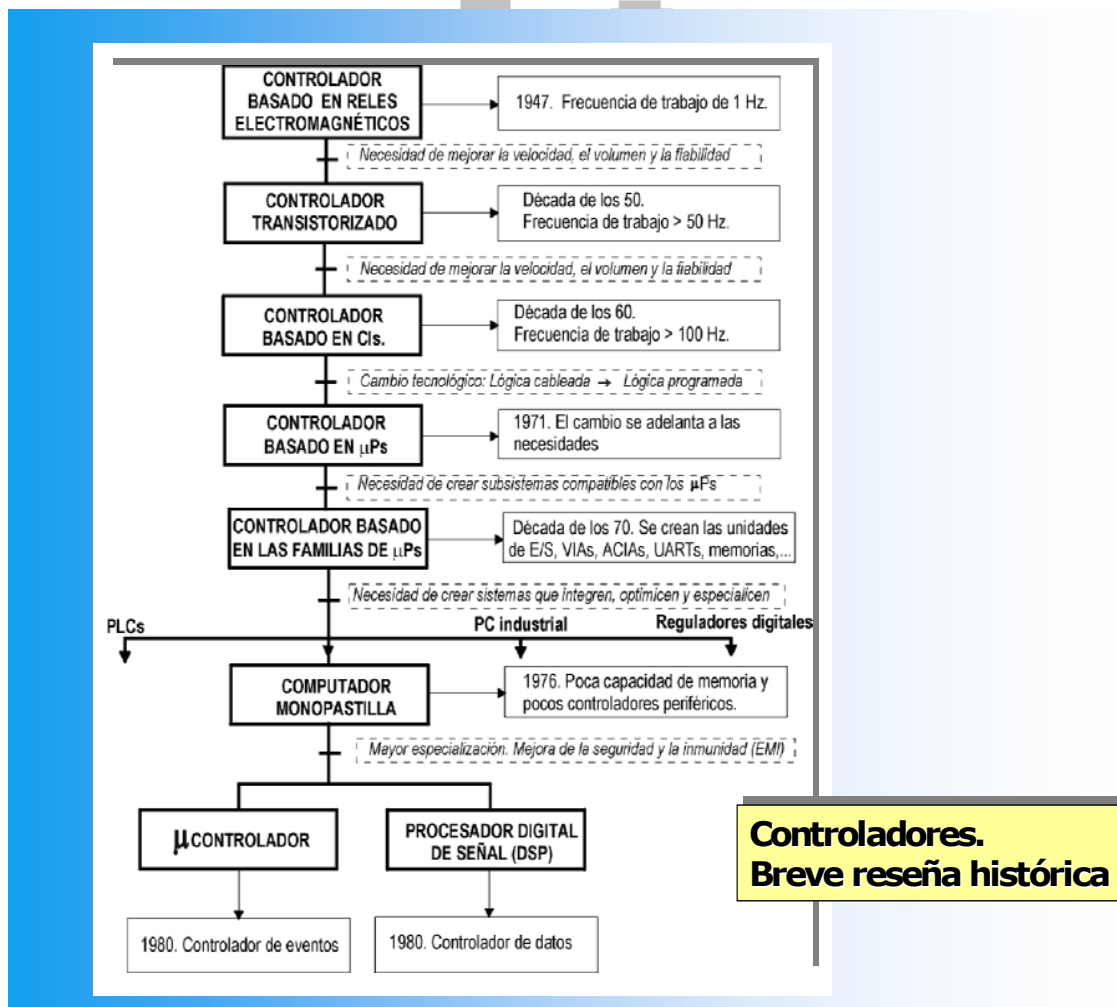 CONTROLADOR
BASADO EN RELES
ELECTROMAGNÉTICOS
1947. Frecuencia de trabajo de 1 Hz.
Necesidad de mejorar la velocidad, el volumen y la fiabilidad
CONTROLADOR
TRANSISTORIZADO
Década de los 50.
Frecuencia de trabajo > 50 Hz.
Necesidad de mejorar la velocidad, el volumen y la fiabilidad
CONTROLADOR
BASADO EN CIs.
Década de los 60.
Frecuencia de trabajo > 100 Hz.
Cambio tecnológico: Lógica cableada → Lógica programada
CONTROLADOR
BASADO EN µPs
1971. El cambio se adelanta a las
necesidades
Necesidad de crear subsistemas compatibles con los µPs
CONTROLADOR BASADO
EN LAS FAMILIAS DE µPs
Década de los 70. Se crean las unidades
de E/S, VIAs, ACIAs, UARTs, memorias,...
Necesidad de crear sistemas que integren, optimicen y especialicen
PLCs
PC industrial
Reguladores digitales
COMPUTADOR
MONOPASTILLA
1976. Poca capacidad de memoria y
pocos controladores periféricos.
Mayor especialización. Mejora de la seguridad y la inmunidad (EMI)
µCONTROLADOR
PROCESADOR DIGITAL
DE SEÑAL (DSP)
1980. Controlador de eventos
1980. Controlador de datos
Controladores.
Breve reseña histórica